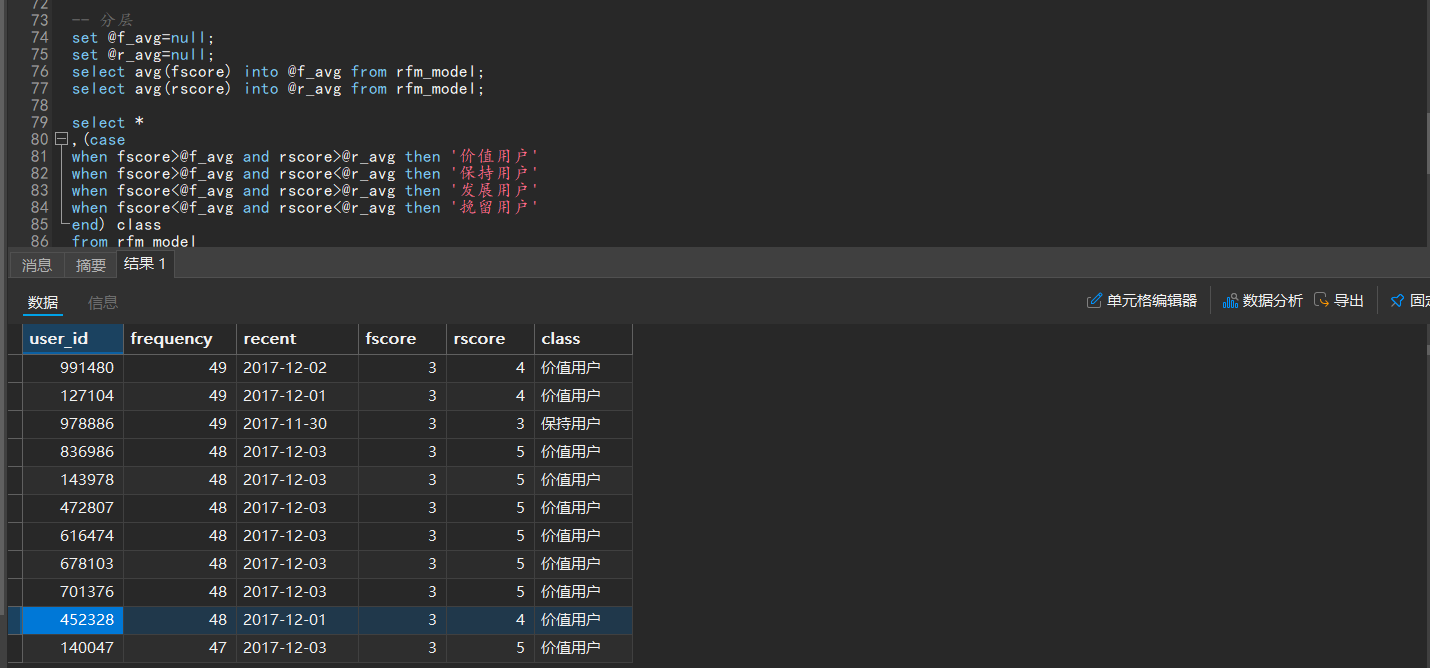 72
73 -- 分层
74 set @f_avg=null;
75 set @r_avg=null;
76 select avg(fscore) into @f_avg from rfm_model;
77 select avg(rscore) into @r_avg from rfm_model;
78
79 select *
80 ,(case
81 when fscore>@f_avg and rscore>@r_avg then '价值用户'
82 when fscore>@f_avg and rscore<@r_avg then '保持用户'
83 when fscore<@f_avg and rscore>@r_avg then '发展用户'
84 when fscore<@f_avg and rscore<@r_avg then '挽留用户'
85 end) class
86 from rfm_model
消息 摘要 结果 1
数据 信息 单元格编辑器 数据分析 导出 固定
user_id frequency recent fscore rscore class
991480 49 2017-12-02 3 4 价值用户
127104 49 2017-12-01 3 4 价值用户
978886 49 2017-11-30 3 3 保持用户
836986 48 2017-12-03 3 5 价值用户
143978 48 2017-12-03 3 5 价值用户
472807 48 2017-12-03 3 5 价值用户
616474 48 2017-12-03 3 5 价值用户
678103 48 2017-12-03 3 5 价值用户
701376 48 2017-12-03 3 5 价值用户
452328 48 2017-12-01 3 4 价值用户
140047 47 2017-12-03 3 5 价值用户